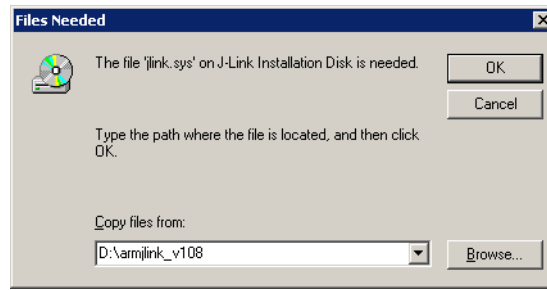 Files Needed
The file 'jlink.sys' on J-Link Installation Disk is needed.
OK
Cancel
Type the path where the file is located, and then click
OK.
Copy files from:
D:\armjlink_v108
Browse...